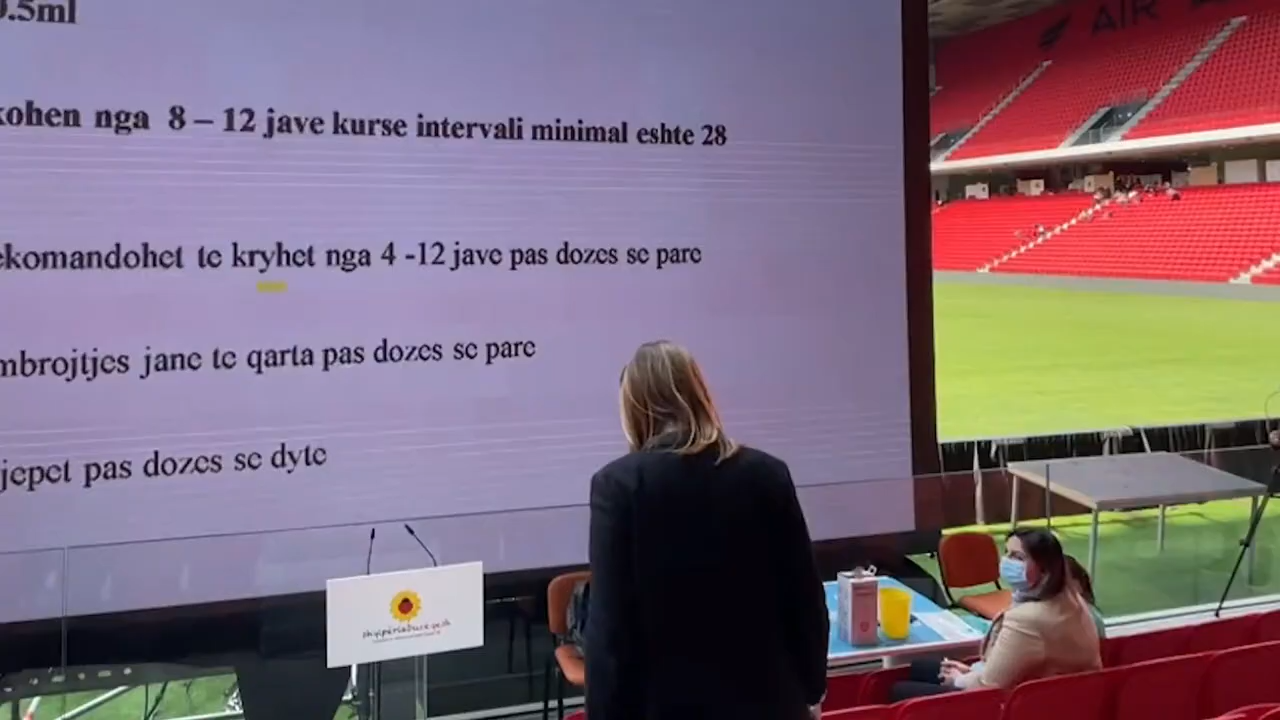 0.5ml
kohen nga 8 – 12 jave kurse intervali minimal eshte 28
ekomandohet te kryhet nga 4 -12 jave pas dozes se pare
mbrojtjes jane te qarta pas dozes se pare
jepet pas dozes se dyte
AIR